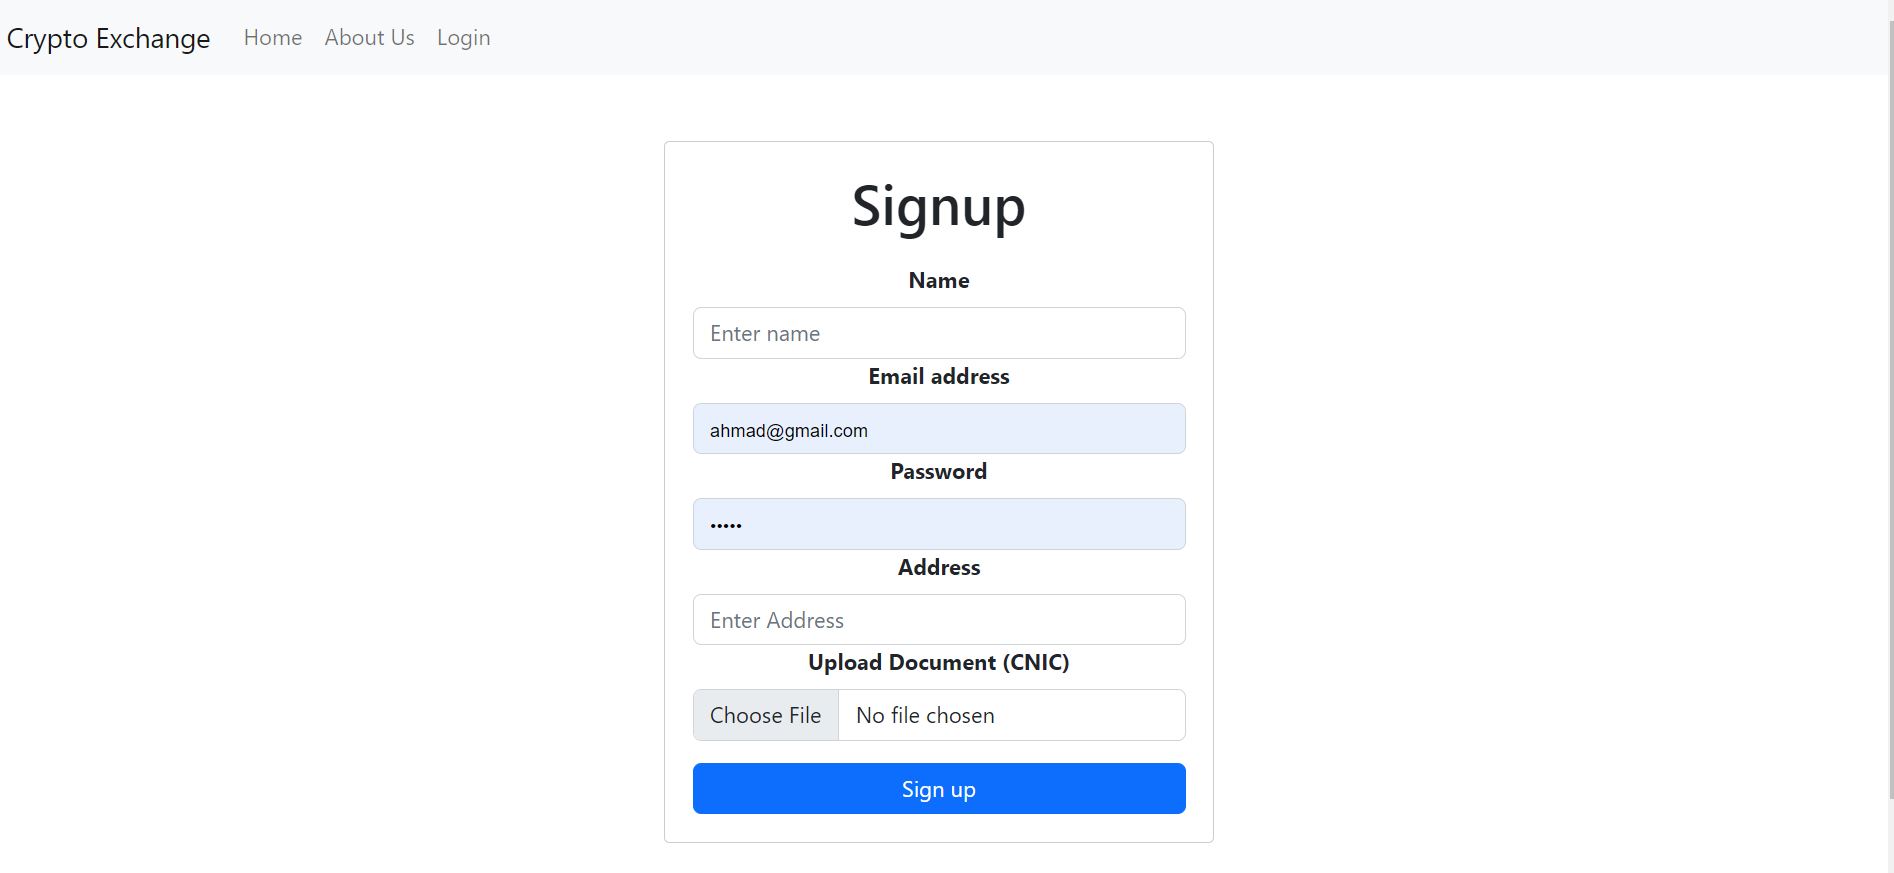 Crypto Exchange Home About Us Login
Signup
Name
Enter name
Email address
ahmad@gmail.com
Password
•••••
Address
Enter Address
Upload Document (CNIC)
Choose File No file chosen
Sign up